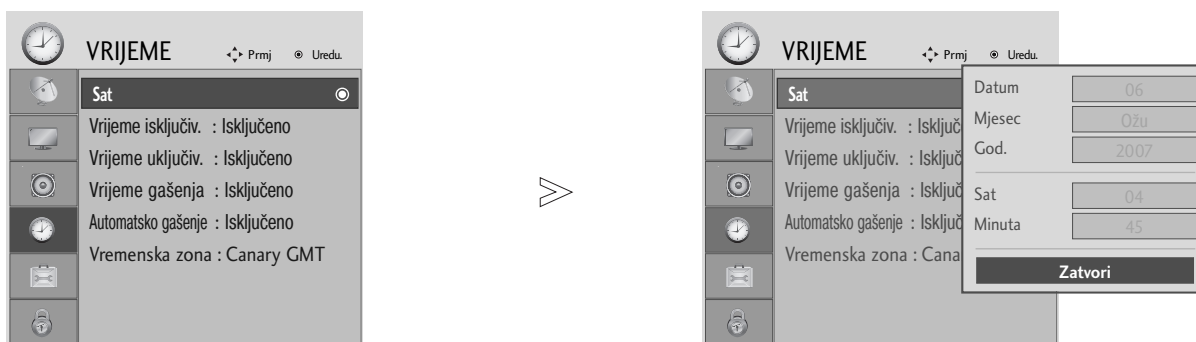 VRIJEME Prmj Uredu.
Sat
Vrijeme isključiv. : Isključeno
Vrijeme uključiv. : Isključeno
Vrijeme gašenja : Isključeno
Automatsko gašenje : Isključeno
Vremenska zona : Canary GMT
VRIJEME Prmj Uredu.
Sat
Vrijeme isključiv. : Isključ
Vrijeme uključiv. : Isključ
Vrijeme gašenja : Isključ
Automatsko gašenje : Isključ
Vremenska zona : Cana
Datum 06
Mjesec Ožu
God. 2007
Sat 04
Minuta 45
Zatvori